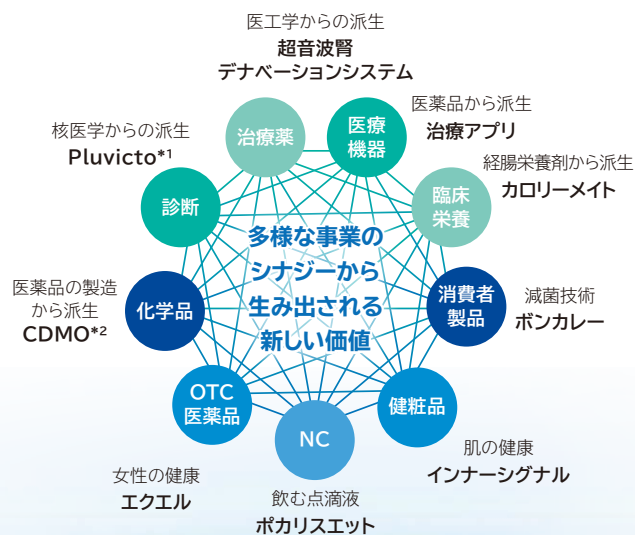 医工学からの派生
超音波腎
デナベーションシステム
核医学からの派生
Pluvicto*1
治療薬
医療
機器
医薬品から派生
治療アプリ
診断
臨床
栄養
経腸栄養剤から派生
カロリーメイト
多様な事業の
シナジーから
生み出される
新しい価値
医薬品の製造
から派生
CDMO*2
化学品
消費者
製品
滅菌技術
ボンカレー
OTC
医薬品
NC
健粧品
女性の健康
エクエル
飲む点滴液
ポカリスエット
肌の健康
インナーシグナル